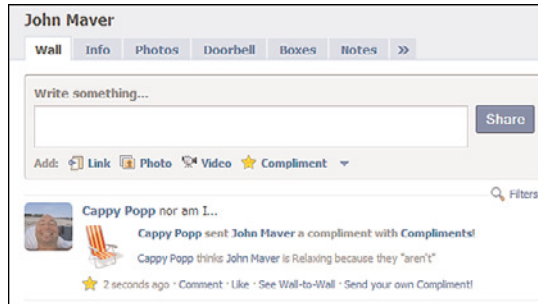 John Maver
Wall Info Photos Doorbell Boxes Notes »
Write something...
Share
Add: Link Photo Video Compliment
Filters
Cappy Popp nor am I...
Cappy Popp sent John Maver a compliment with Compliments!
Cappy Popp thinks John Maver is Relaxing because they "aren't"
2 seconds ago · Comment · Like · See Wall-to-Wall · Send your own Compliment!